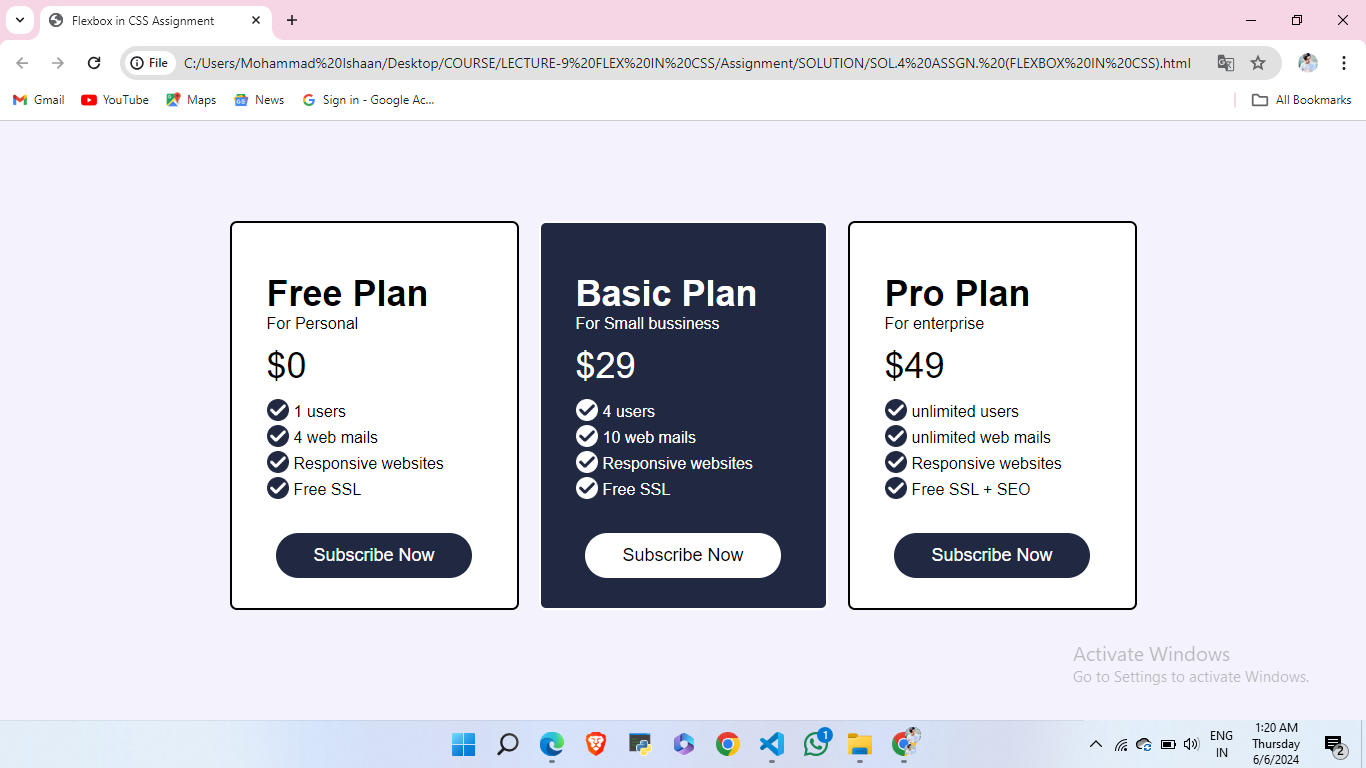 Flexbox in CSS Assignment
File
C:/Users/Mohammad%20Ishaan/Desktop/COURSE/LECTURE-9%20FLEX%20IN%20CSS/Assignment/SOLUTION/SOL.4%20ASSGN.%20(FLEXBOX%20IN%20CSS).html
Gmail
YouTube
Maps
News
Sign in - Google Ac...
All Bookmarks
Free Plan
For Personal
$0
1 users
4 web mails
Responsive websites
Free SSL
Subscribe Now
Basic Plan
For Small bussiness
$29
4 users
10 web mails
Responsive websites
Free SSL
Subscribe Now
Pro Plan
For enterprise
$49
unlimited users
unlimited web mails
Responsive websites
Free SSL + SEO
Subscribe Now
Activate Windows
Go to Settings to activate Windows.
1
ENG
IN
1:20 AM
Thursday
6/6/2024
2